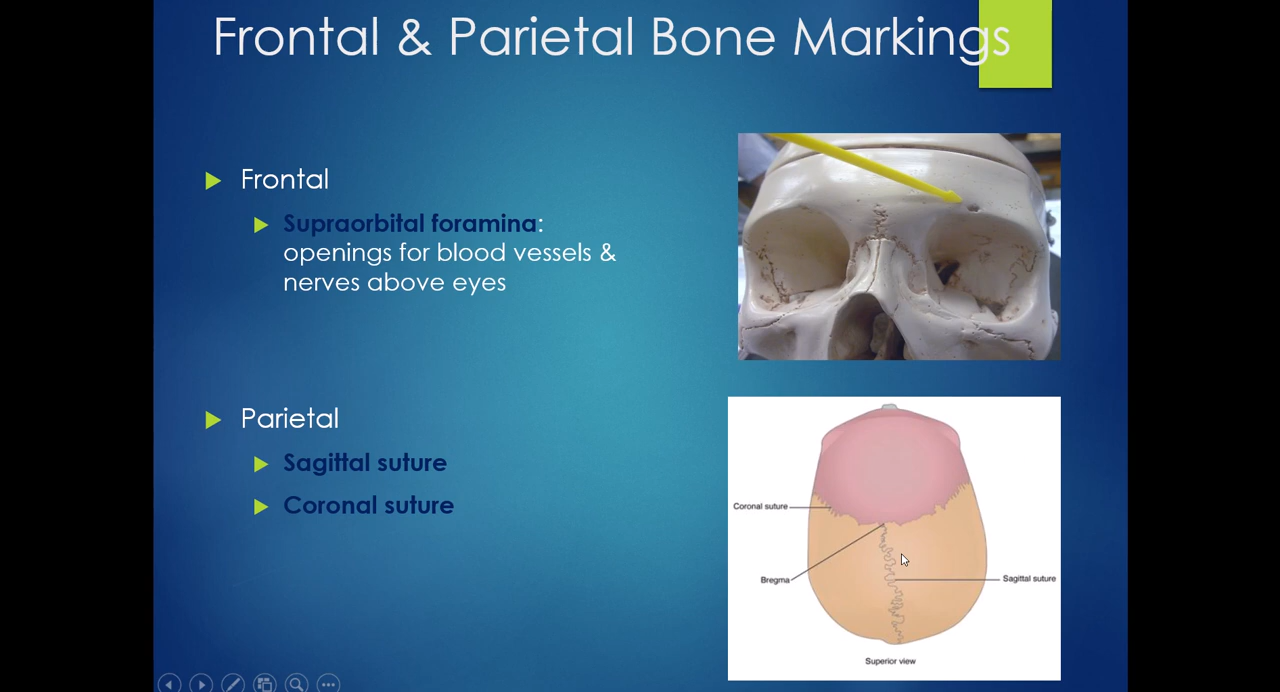 Frontal & Parietal Bone Markings
Frontal
Supraorbital foramina:
openings for blood vessels &
nerves above eyes
Parietal
Sagittal suture
Coronal suture
Coronal suture
Bregma
Sagittal suture
Superior view